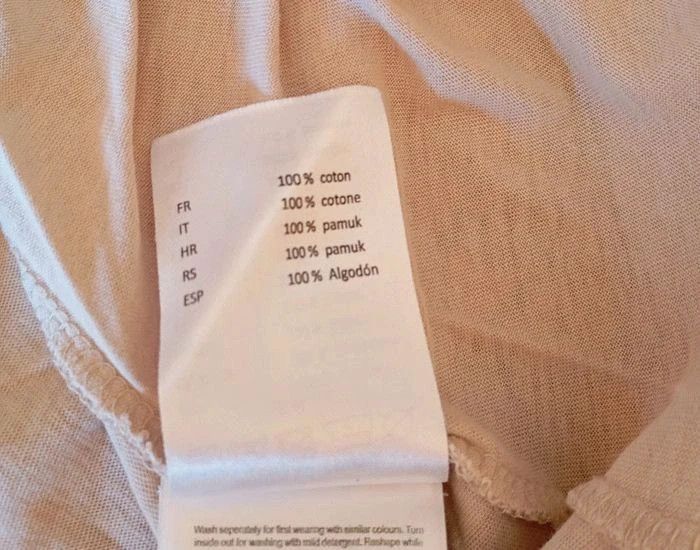 FR 100% coton
IT 100% cotone
HR 100% pamuk
RS 100% pamuk
ESP 100% Algodón
Wash seperately for first wearing with similar colours. Turn
inside out for washing with mild detergent. Reshape while